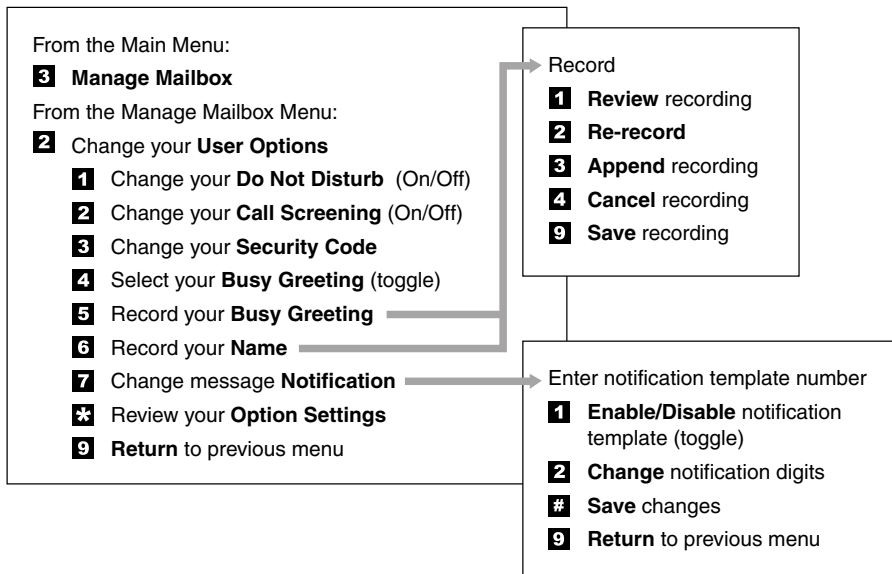 From the Main Menu:
3 Manage Mailbox
From the Manage Mailbox Menu:
2 Change your User Options
1 Change your Do Not Disturb (On/Off)
2 Change your Call Screening (On/Off)
3 Change your Security Code
4 Select your Busy Greeting (toggle)
5 Record your Busy Greeting
6 Record your Name
7 Change message Notification
* Review your Option Settings
9 Return to previous menu
Record
1 Review recording
2 Re-record
3 Append recording
4 Cancel recording
9 Save recording
Enter notification template number
1 Enable/Disable notification
template (toggle)
2 Change notification digits
# Save changes
9 Return to previous menu